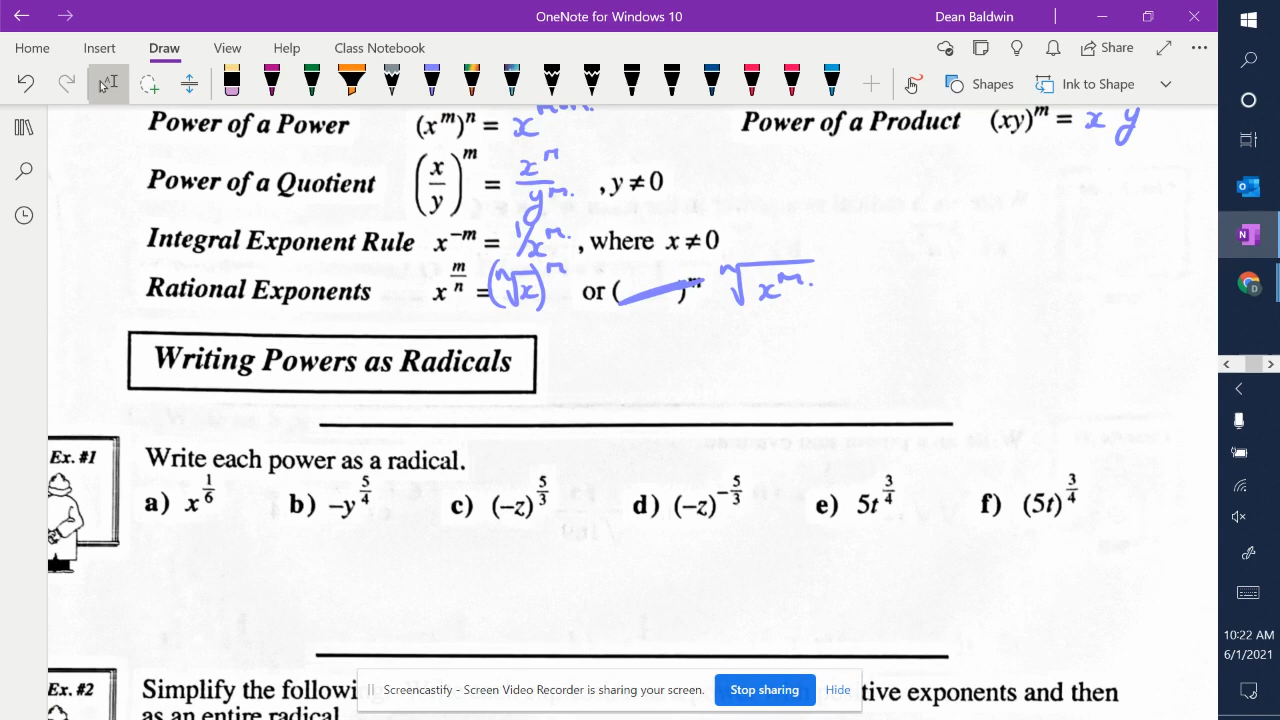 OneNote for Windows 10
Dean Baldwin
Home Insert Draw View Help Class Notebook
Share
Shapes Ink to Shape
Power of a Power (x^m)^n = x
Power of a Product (xy)^m = x y
Power of a Quotient (x/y)^m = x^m/y^m. , y ≠ 0
Integral Exponent Rule x^−m = 1/x^m. , where x ≠ 0
Rational Exponents x^(m/n) = (ⁿ√x)^m or ( )^m ⁿ√x^m.
Writing Powers as Radicals
Ex. #1
Write each power as a radical.
a) x^(1/6) b) −y^(5/4) c) (−z)^(5/3) d) (−z)^(−5/3) e) 5t^(3/4) f) (5t)^(3/4)
Ex. #2
Simplify the followi
tive exponents and then
as an entire radical
Screencastify - Screen Video Recorder is sharing your screen.
Stop sharing
Hide
10:22 AM
6/1/2021